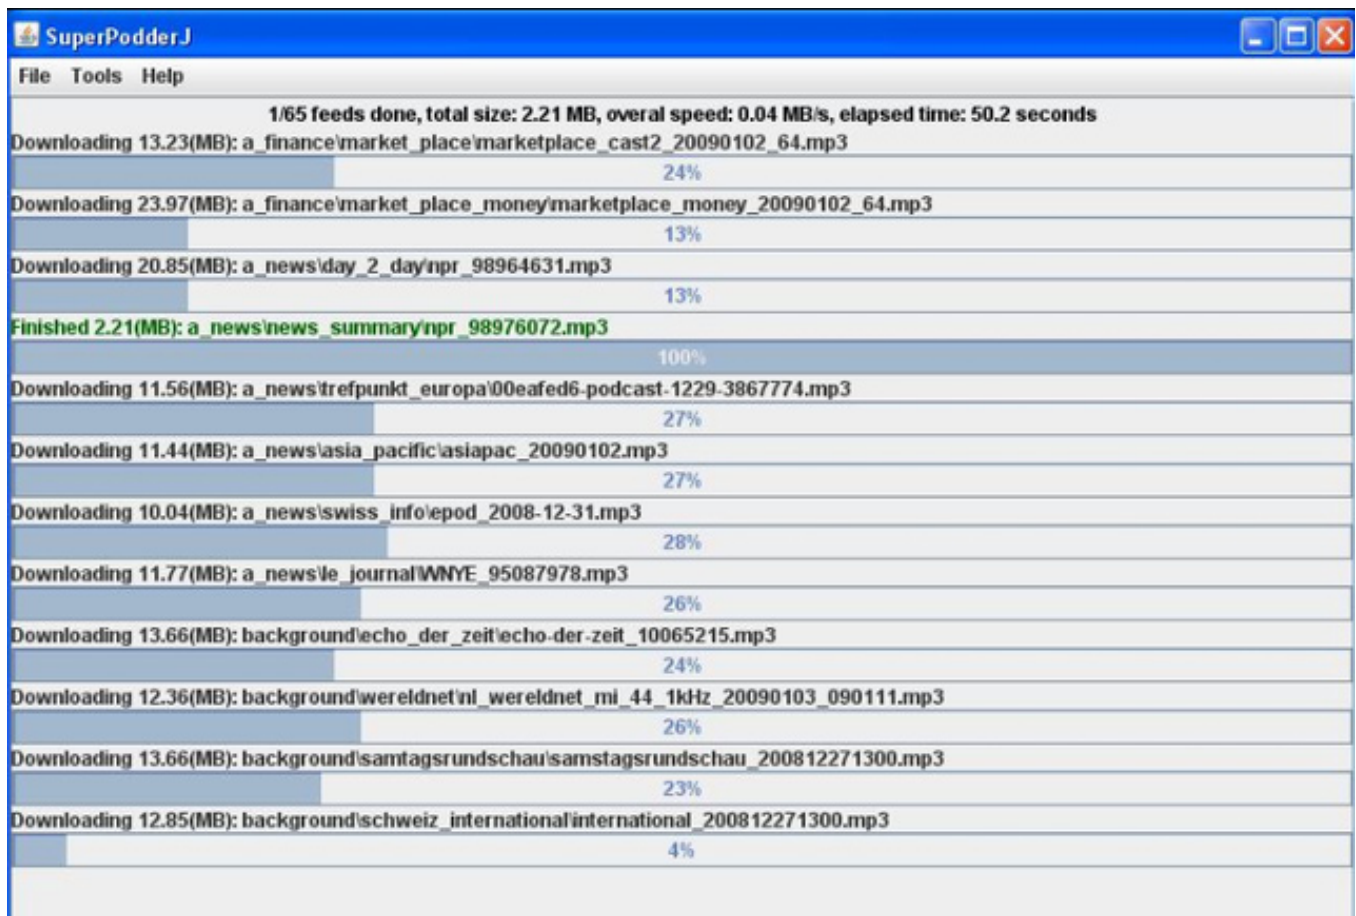 SuperPodderJ
File Tools Help
1/65 feeds done, total size: 2.21 MB, overal speed: 0.04 MB/s, elapsed time: 50.2 seconds
Downloading 13.23(MB): a_finance\market_place\marketplace_cast2_20090102_64.mp3
24%
Downloading 23.97(MB): a_finance\market_place_money\marketplace_money_20090102_64.mp3
13%
Downloading 20.85(MB): a_news\day_2_day\npr_98964631.mp3
13%
Finished 2.21(MB): a_news\news_summary\npr_98976072.mp3
100%
Downloading 11.56(MB): a_news\trefpunkt_europa\00eafed6-podcast-1229-3867774.mp3
27%
Downloading 11.44(MB): a_news\asia_pacific\asiapac_20090102.mp3
27%
Downloading 10.04(MB): a_news\swiss_info\epod_2008-12-31.mp3
28%
Downloading 11.77(MB): a_news\le_journal\WNYE_95087978.mp3
26%
Downloading 13.66(MB): background\echo_der_zeit\echo-der-zeit_10065215.mp3
24%
Downloading 12.36(MB): background\wereldnet\nl_wereldnet_mi_44_1kHz_20090103_090111.mp3
26%
Downloading 13.66(MB): background\samtagsrundschau\samstagsrundschau_200812271300.mp3
23%
Downloading 12.85(MB): background\schweiz_international\international_200812271300.mp3
4%